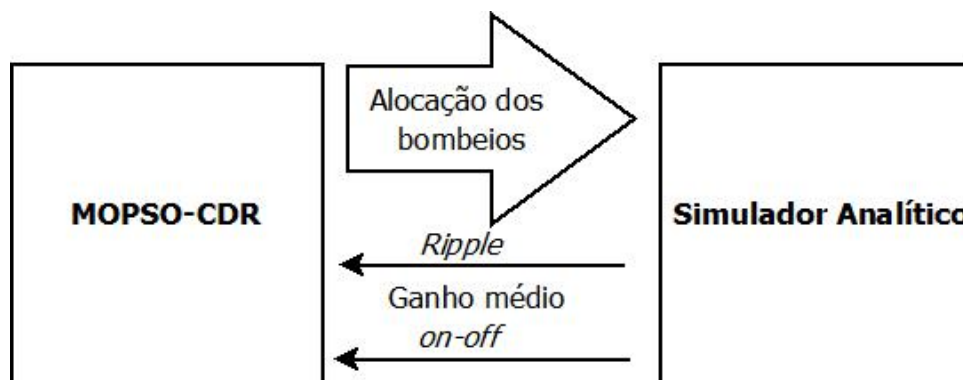 Alocação dos
bombeios
MOPSO-CDR
Simulador Analítico
Ripple
Ganho médio
on-off